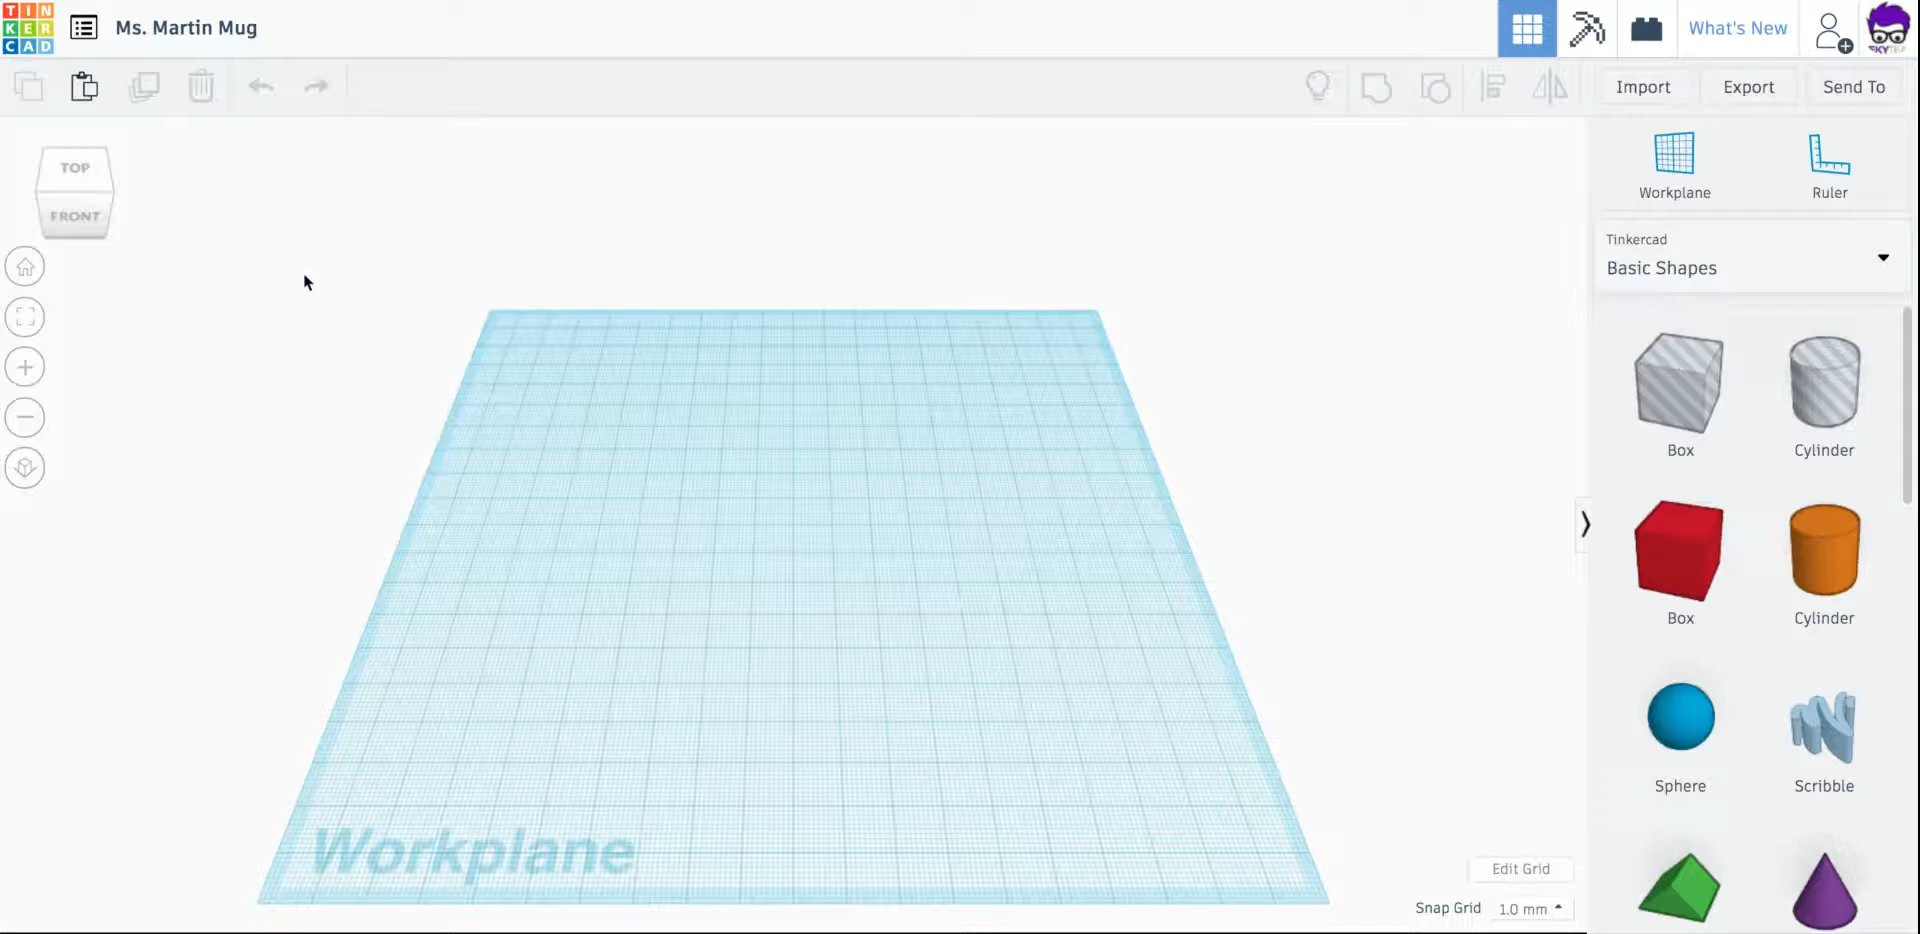 TIN
KER
CAD
Ms. Martin Mug
What's New
Import
Export
Send To
TOP
FRONT
Workplane
Ruler
Tinkercad
Basic Shapes
Box
Cylinder
Box
Cylinder
Sphere
Scribble
Workplane
Edit Grid
Snap Grid
1.0 mm